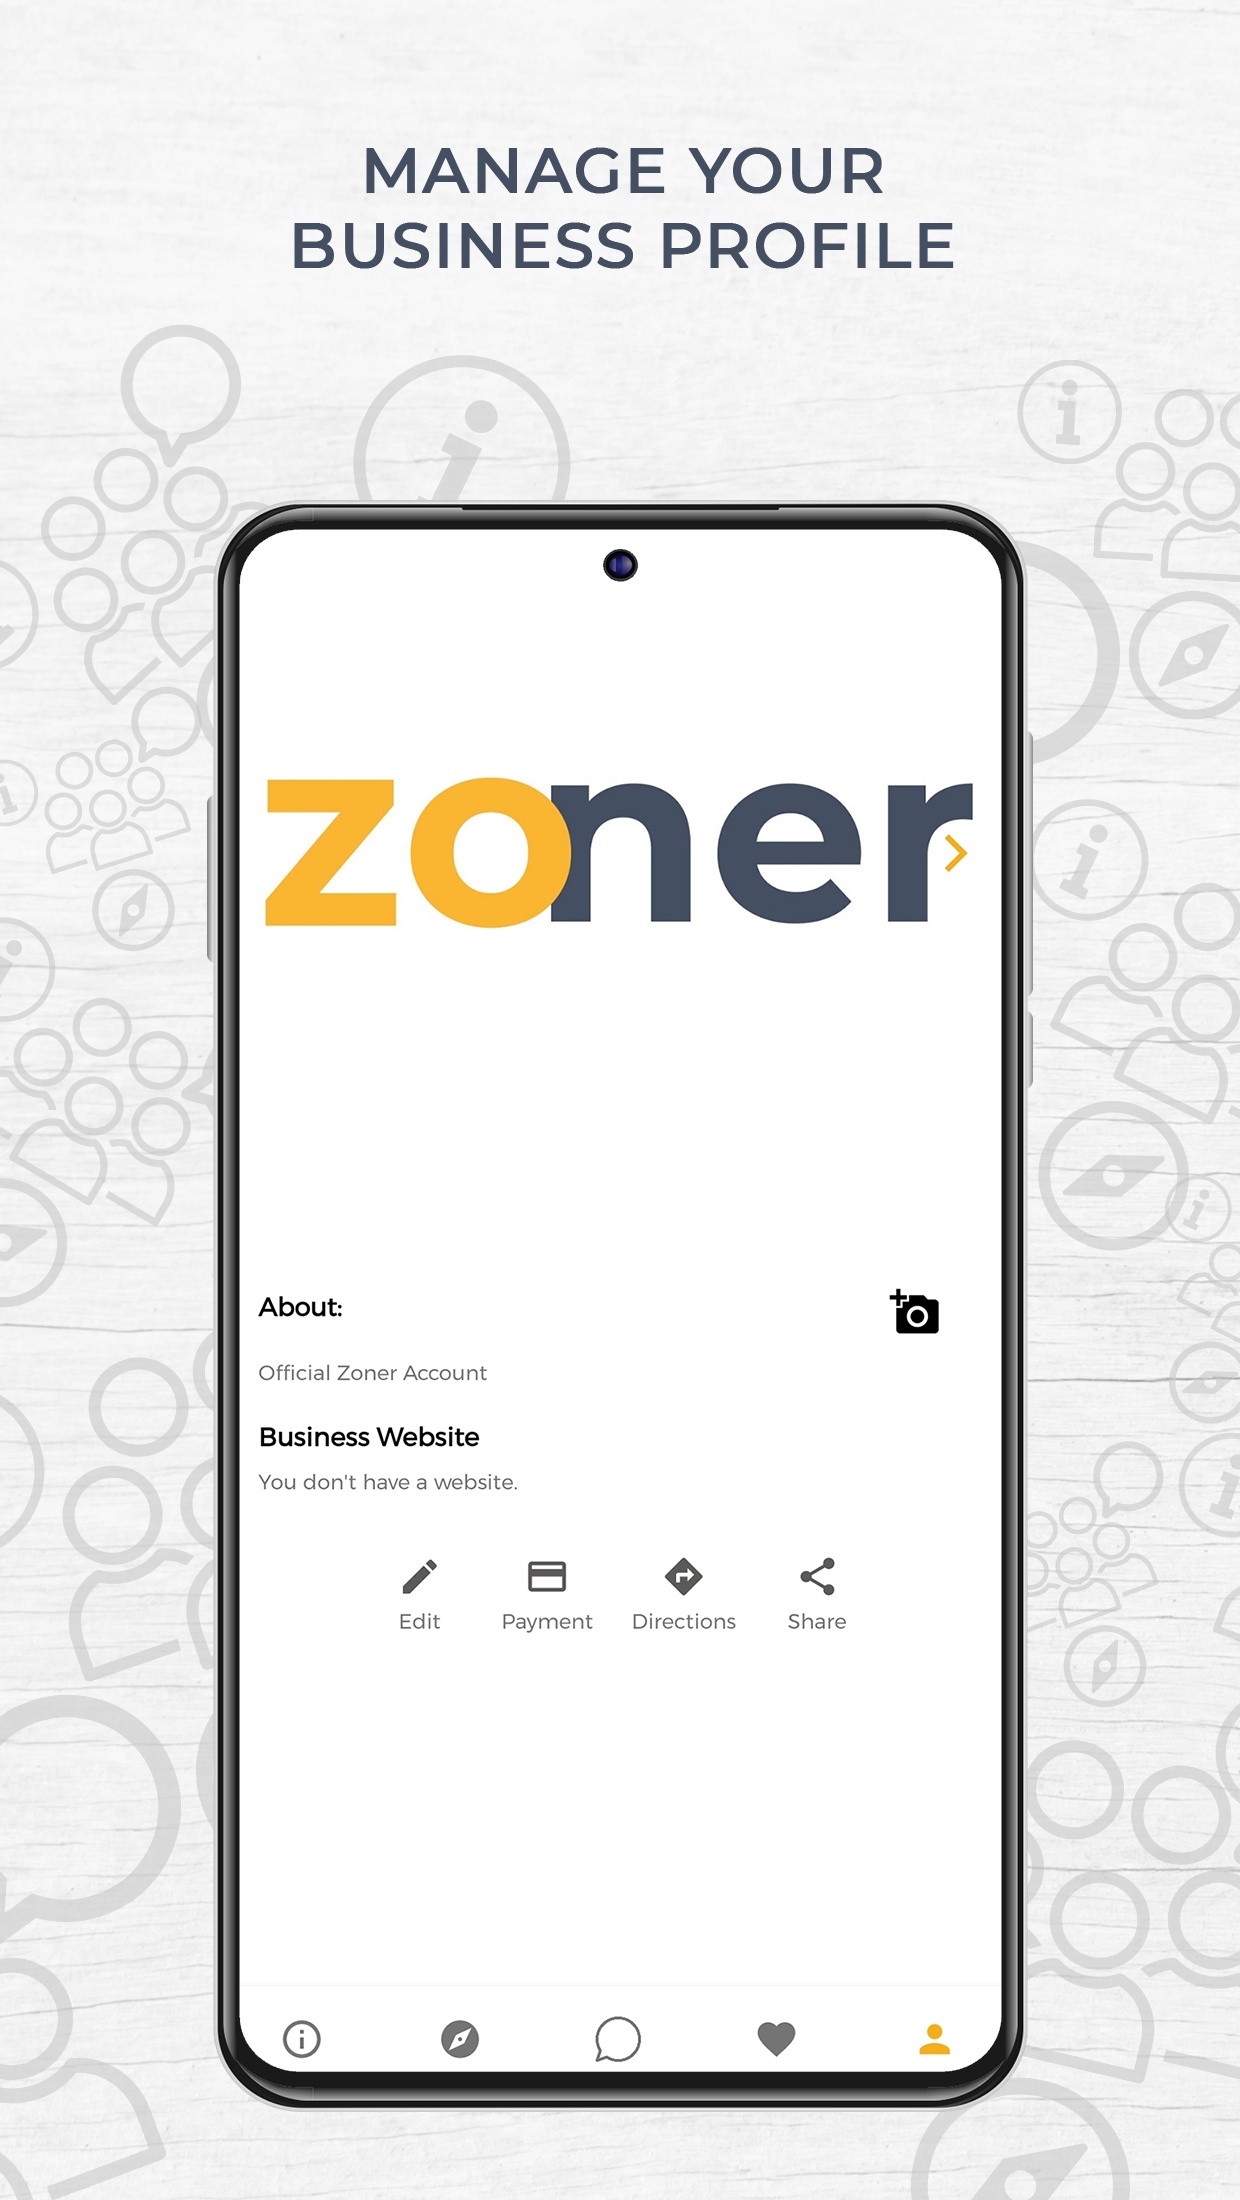 MANAGE YOUR
BUSINESS PROFILE
zoner
About:
Official Zoner Account
Business Website
You don't have a website.
Edit Payment Directions Share